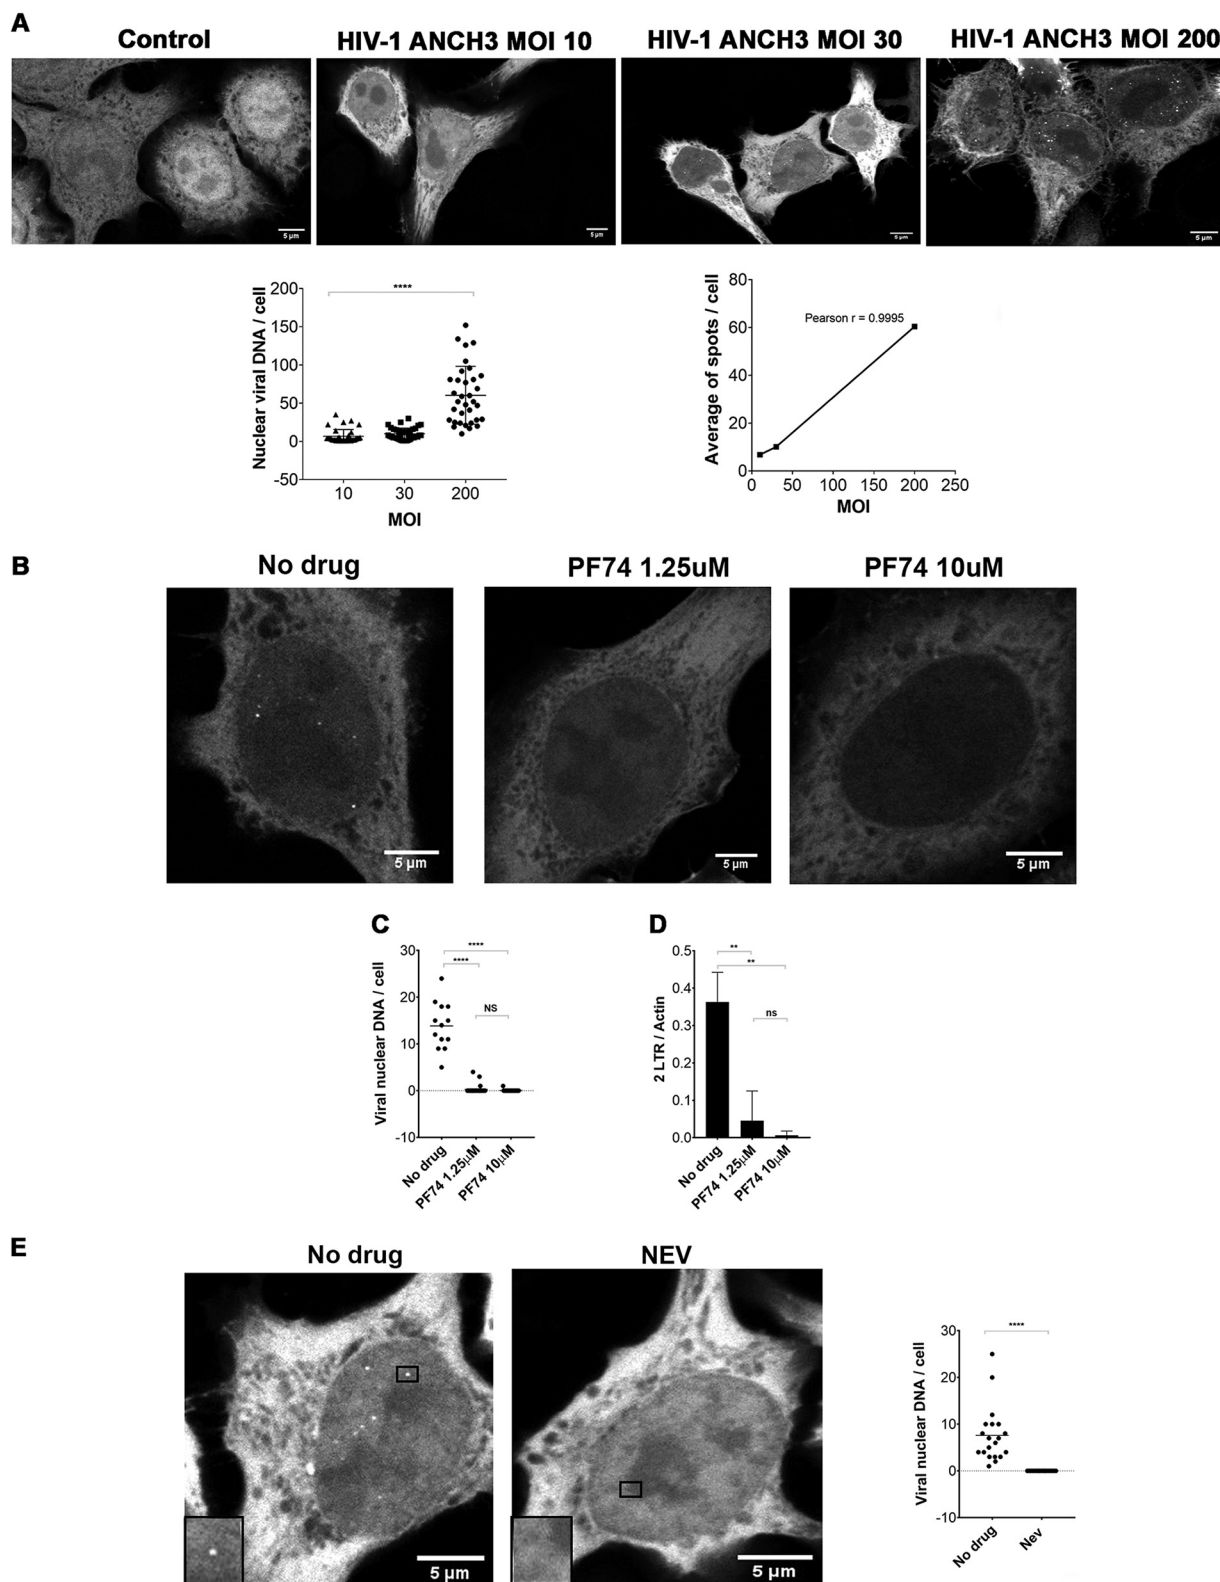 A
Control
HIV-1 ANCH3 MOI 10
HIV-1 ANCH3 MOI 30
HIV-1 ANCH3 MOI 200
5 µm
5 µm
5 µm
5 µm
Nuclear viral DNA / cell
200
150
100
50
0
-50
****
10
30
200
MOI
Average of spots / cell
80
60
40
20
0
Pearson r = 0.9995
0
50
100
150
200
250
MOI
B
No drug
PF74 1.25uM
PF74 10uM
5 µm
5 µm
5 µm
C
Viral nuclear DNA / cell
30
20
10
0
-10
****
****
NS
No drug
PF74 1.25µM
PF74 10µM
D
2 LTR / Actin
0.5
0.4
0.3
0.2
0.1
0.0
**
**
ns
No drug
PF74 1.25µM
PF74 10µM
E
No drug
NEV
5 µm
5 µm
Viral nuclear DNA / cell
30
20
10
0
-10
****
No drug
Nev